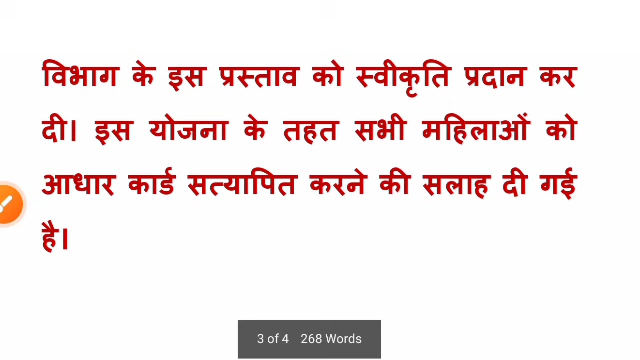 विभाग के इस प्रस्ताव को स्वीकृति प्रदान कर
दी। इस योजना के तहत सभी महिलाओं को
आधार कार्ड सत्यापित करने की सलाह दी गई
है।
3 of 4 268 Words